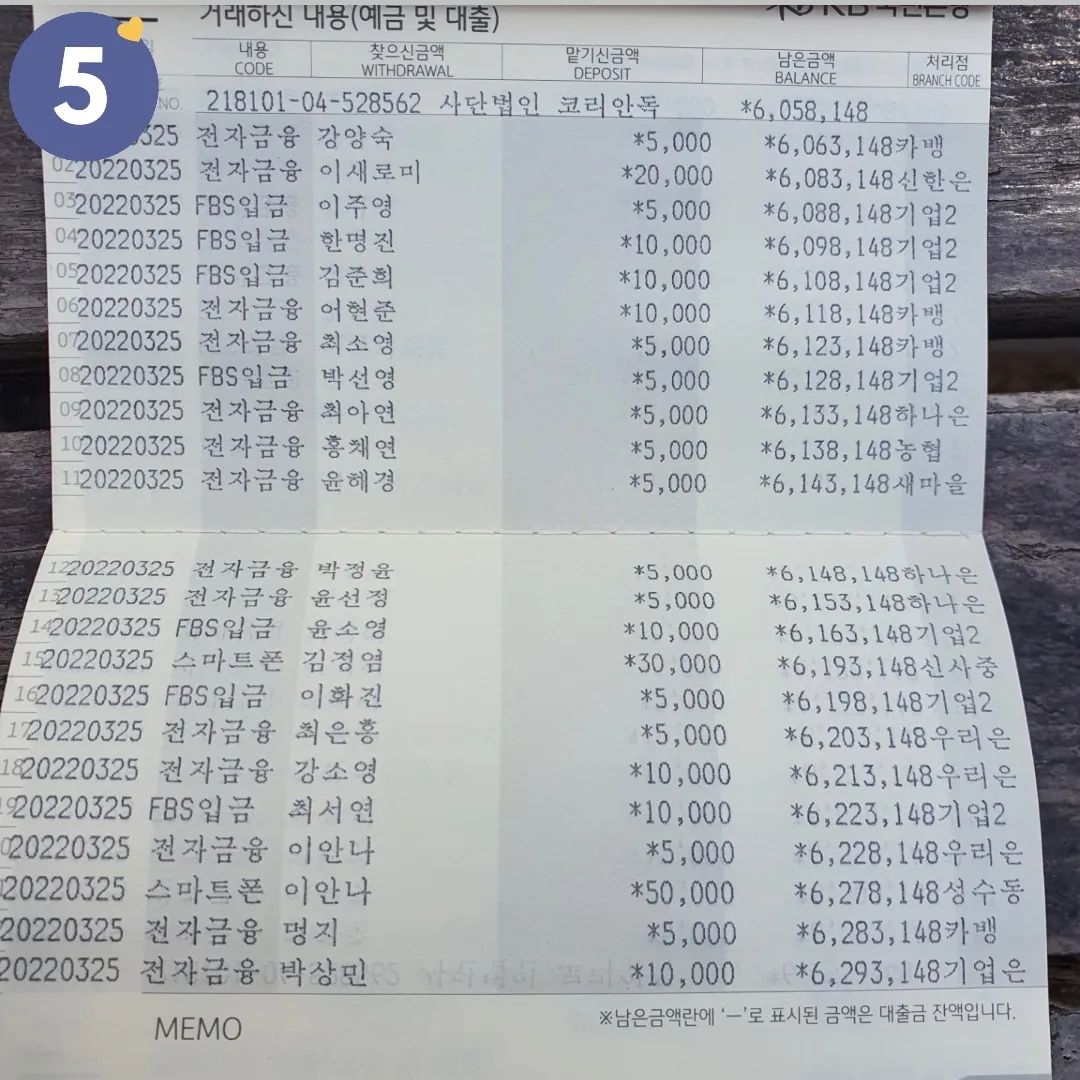 5
거래하신 내용(예금 및 대출)
내용 찾으신금액 맡기신금액 남은금액 처리점
CODE WITHDRAWAL DEPOSIT BALANCE BRANCH CODE
NO. 218101-04-528562 사단법인 코리안독 *6,058,148
325 전자금융 강양숙 *5,000 *6,063,148카뱅
02 20220325 전자금융 이새로미 *20,000 *6,083,148신한은
03 20220325 FBS입금 이주영 *5,000 *6,088,148기업2
04 20220325 FBS입금 한명진 *10,000 *6,098,148기업2
05 20220325 FBS입금 김준희 *10,000 *6,108,148기업2
06 20220325 전자금융 어현준 *10,000 *6,118,148카뱅
07 20220325 전자금융 최소영 *5,000 *6,123,148카뱅
08 20220325 FBS입금 박선영 *5,000 *6,128,148기업2
09 20220325 전자금융 최아연 *5,000 *6,133,148하나은
10 20220325 전자금융 홍채연 *5,000 *6,138,148농협
11 20220325 전자금융 윤혜경 *5,000 *6,143,148새마을
12 20220325 전자금융 박정윤 *5,000 *6,148,148하나은
13 20220325 전자금융 윤선정 *5,000 *6,153,148하나은
14 20220325 FBS입금 윤소영 *10,000 *6,163,148기업2
15 20220325 스마트폰 김정염 *30,000 *6,193,148신사중
16 20220325 FBS입금 이화진 *5,000 *6,198,148기업2
17 20220325 전자금융 최은홍 *5,000 *6,203,148우리은
18 20220325 전자금융 강소영 *10,000 *6,213,148우리은
19 20220325 FBS입금 최서연 *10,000 *6,223,148기업2
20220325 전자금융 이안나 *5,000 *6,228,148우리은
20220325 스마트폰 이안나 *50,000 *6,278,148성수동
20220325 전자금융 멍지 *5,000 *6,283,148카뱅
20220325 전자금융 박상민 *10,000 *6,293,148기업은
※남은금액란에 ‘—’로 표시된 금액은 대출금 잔액입니다.
MEMO